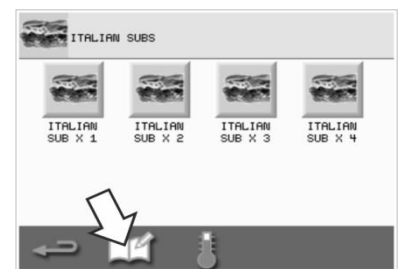 ITALIAN SUBS
ITALIAN SUB X 1
ITALIAN SUB X 2
ITALIAN SUB X 3
ITALIAN SUB X 4